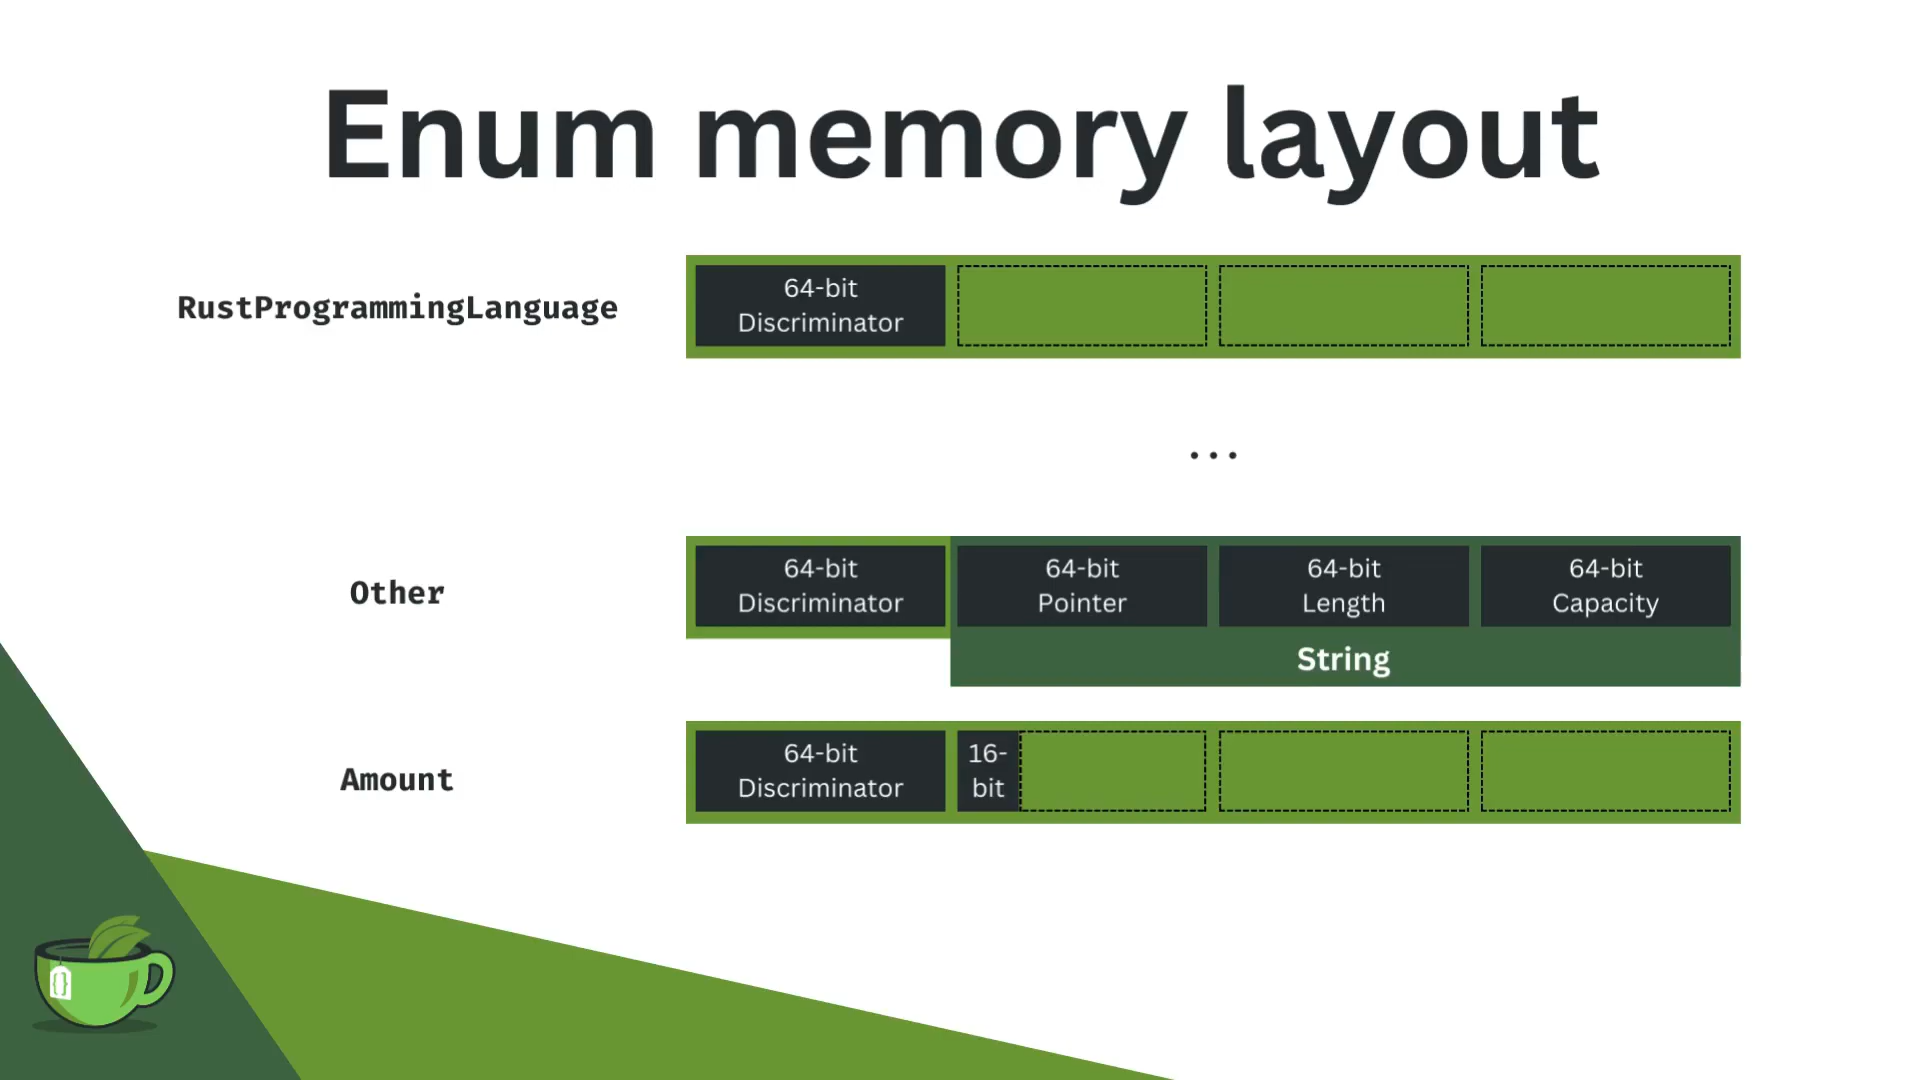 Enum memory layout
RustProgrammingLanguage
64-bit
Discriminator
...
Other
64-bit
Discriminator
64-bit
Pointer
64-bit
Length
64-bit
Capacity
String
Amount
64-bit
Discriminator
16-
bit
{}